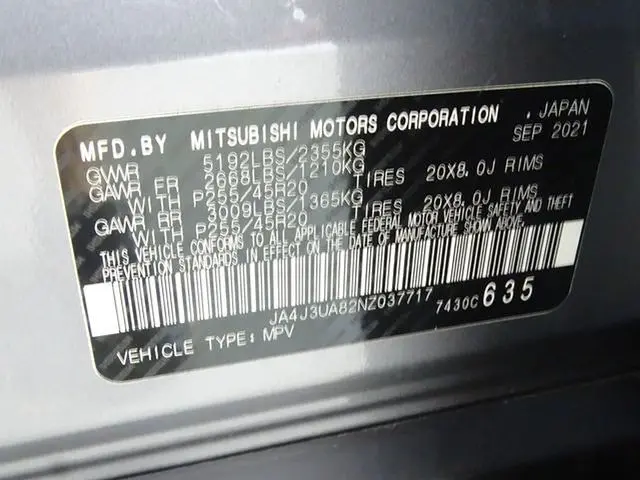 MFD.BY MITSUBISHI MOTORS CORPORATION . JAPAN
SEP 2021
GVWR 5192LBS/2355KG
GAWR FR 2668LBS/1210KG
WITH P255/45R20 TIRES 20X8.0J RIMS
GAWR RR 3009LBS/1365KG
WITH P255/45R20 TIRES 20X8.0J RIMS
THIS VEHICLE CONFORMS TO ALL APPLICABLE FEDERAL MOTOR VEHICLE SAFETY AND THEFT
PREVENTION STANDARDS IN EFFECT ON THE DATE OF MANUFACTURE SHOWN ABOVE.
JA4J3UA82NZ037717 7430C 635
VEHICLE TYPE: MPV